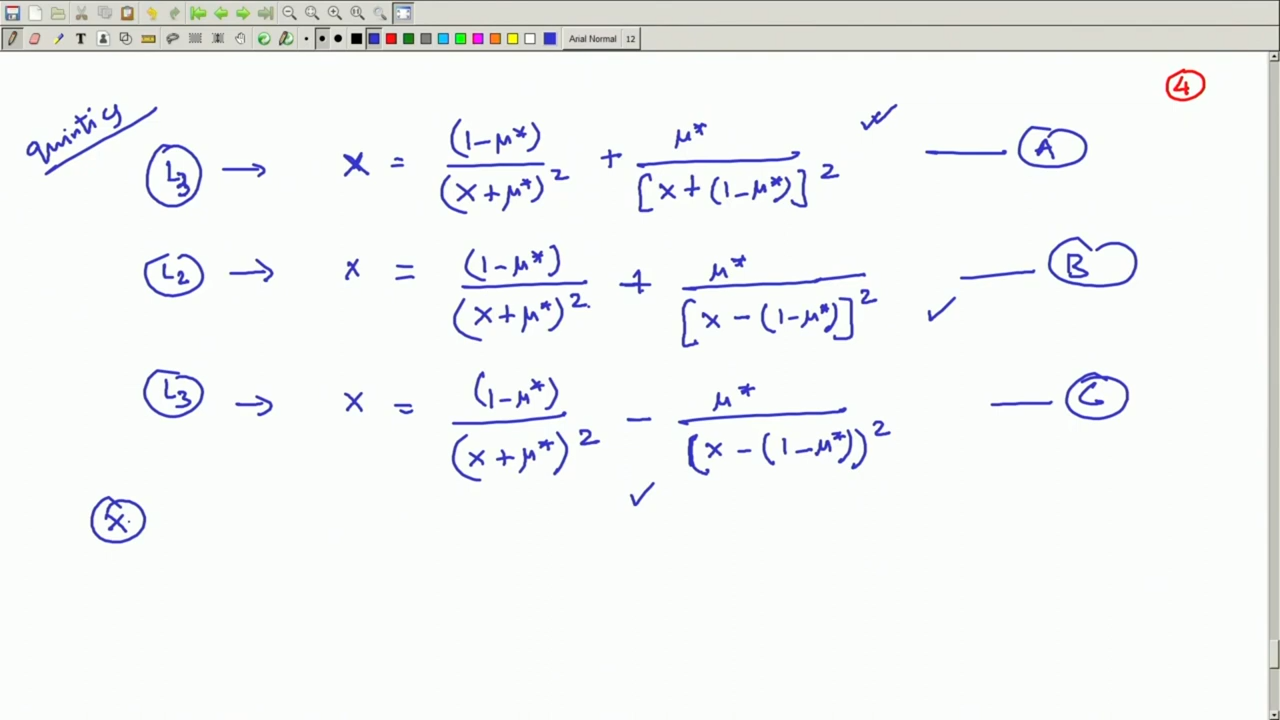 Arial Normal 12
4
quintics
L3 → x = (1-μ*)/(x+μ*)² + μ*/[x+(1-μ*)]² — A
L2 → x = (1-μ*)/(x+μ*)² + μ*/[x-(1-μ*)]² — B
L3 → x = (1-μ*)/(x+μ*)² - μ*/(x-(1-μ*))² — C
x